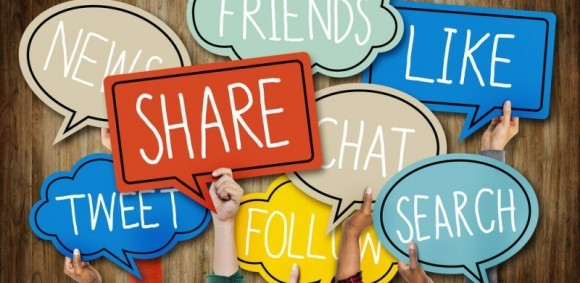 FRIENDS
NEWS
LIKE
SHARE
CHAT
TWEET
FOLLOW
SEARCH